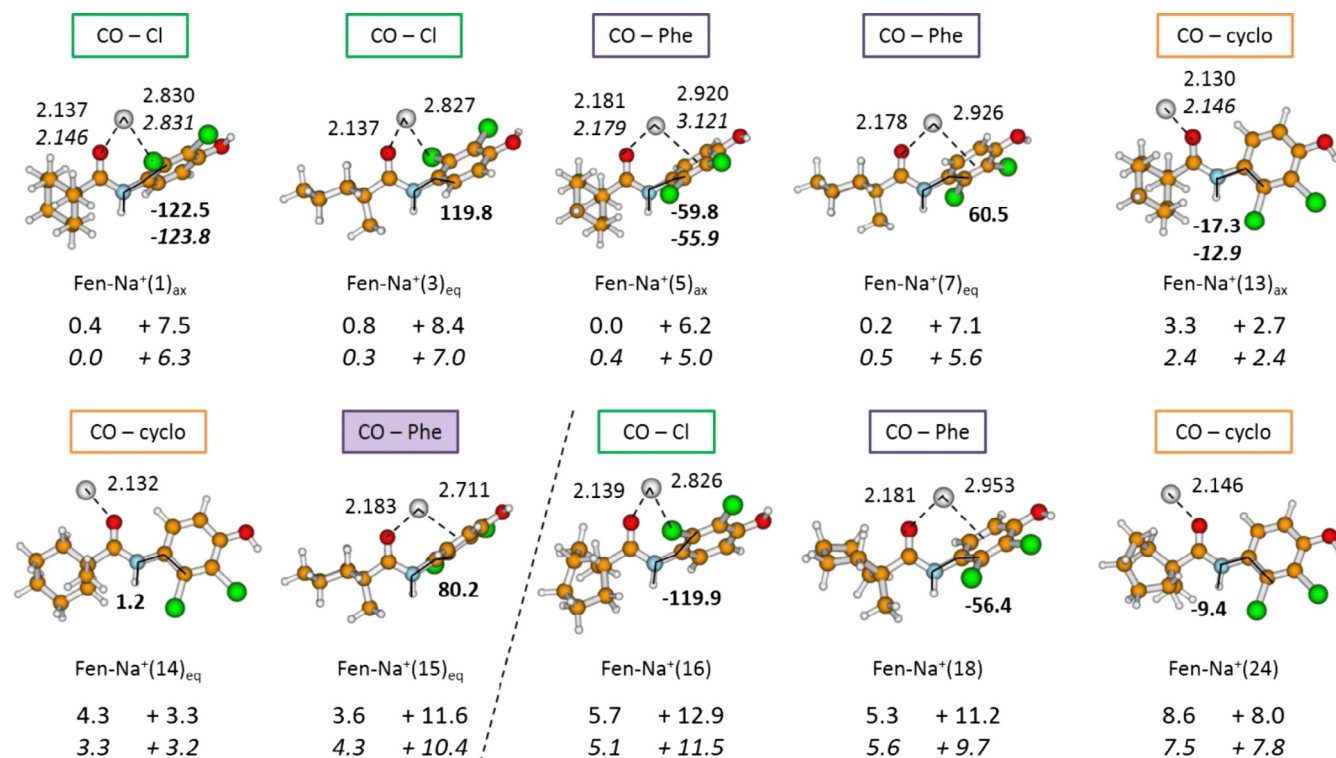 CO – Cl
CO – Cl
CO – Phe
CO – Phe
CO – cyclo
2.137 2.830
2.146 2.831
-122.5
-123.8
2.137 2.827
119.8
2.181 2.920
2.179 3.121
-59.8
-55.9
2.178 2.926
60.5
2.130
2.146
-17.3
-12.9
Fen-Na⁺(1)ax
Fen-Na⁺(3)eq
Fen-Na⁺(5)ax
Fen-Na⁺(7)eq
Fen-Na⁺(13)ax
0.4 + 7.5
0.0 + 6.3
0.8 + 8.4
0.3 + 7.0
0.0 + 6.2
0.4 + 5.0
0.2 + 7.1
0.5 + 5.6
3.3 + 2.7
2.4 + 2.4
CO – cyclo
CO – Phe
CO – Cl
CO – Phe
CO – cyclo
2.132
1.2
2.183 2.711
80.2
2.139 2.826
-119.9
2.181 2.953
-56.4
2.146
-9.4
Fen-Na⁺(14)eq
Fen-Na⁺(15)eq
Fen-Na⁺(16)
Fen-Na⁺(18)
Fen-Na⁺(24)
4.3 + 3.3
3.3 + 3.2
3.6 + 11.6
4.3 + 10.4
5.7 + 12.9
5.1 + 11.5
5.3 + 11.2
5.6 + 9.7
8.6 + 8.0
7.5 + 7.8